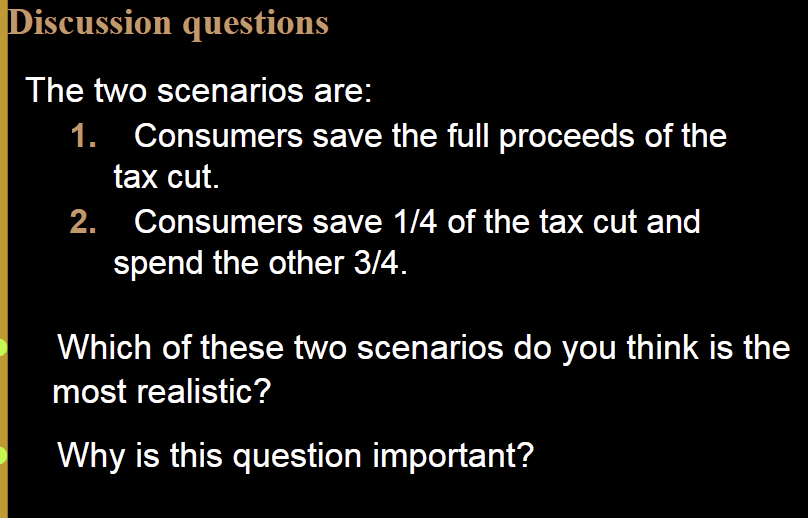 Discussion questions
The two scenarios are:
1. Consumers save the full proceeds of the
tax cut.
2. Consumers save 1/4 of the tax cut and
spend the other 3/4.
Which of these two scenarios do you think is the
most realistic?
Why is this question important?